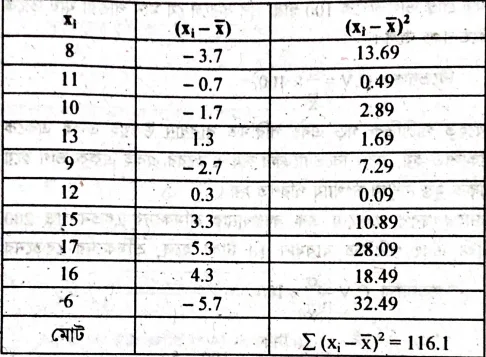 xᵢ (xᵢ – x̄) (xᵢ – x̄)²
8 – 3.7 13.69
11 – 0.7 0.49
10 – 1.7 2.89
13 1.3 1.69
9 – 2.7 7.29
12 0.3 0.09
15 3.3 10.89
17 5.3 28.09
16 4.3 18.49
6 – 5.7 32.49
মোট ∑ (xᵢ – x̄)² = 116.1